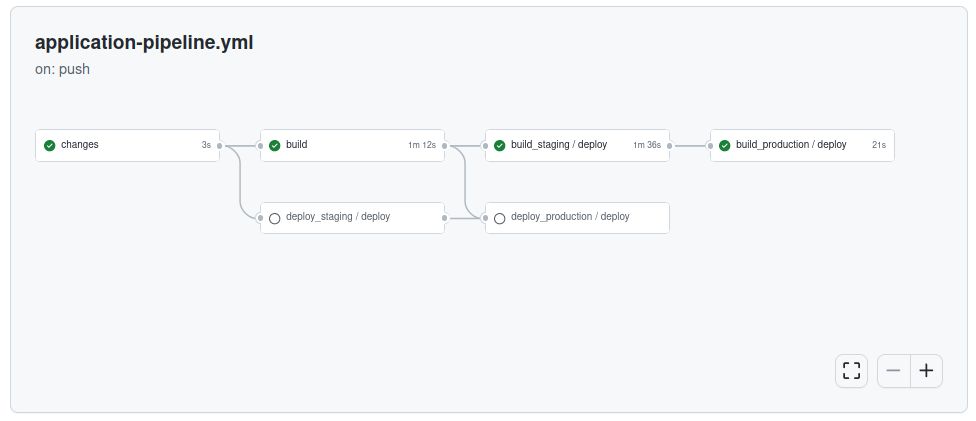 application-pipeline.yml
on: push
changes 3s
build 1m 12s
build_staging / deploy 1m 36s
build_production / deploy 21s
deploy_staging / deploy
deploy_production / deploy